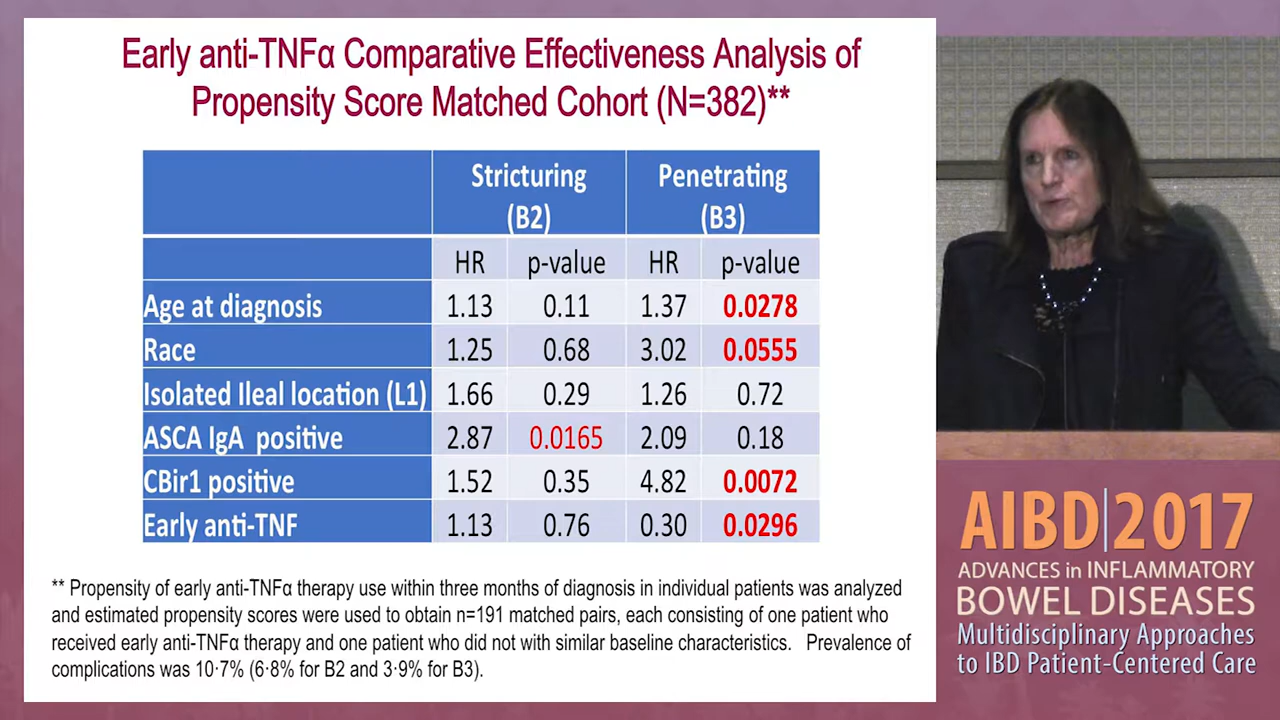 Early anti-TNFα Comparative Effectiveness Analysis of
Propensity Score Matched Cohort (N=382)**
Stricturing (B2) Penetrating (B3)
HR p-value HR p-value
Age at diagnosis 1.13 0.11 1.37 0.0278
Race 1.25 0.68 3.02 0.0555
Isolated Ileal location (L1) 1.66 0.29 1.26 0.72
ASCA IgA positive 2.87 0.0165 2.09 0.18
CBir1 positive 1.52 0.35 4.82 0.0072
Early anti-TNF 1.13 0.76 0.30 0.0296
** Propensity of early anti-TNFα therapy use within three months of diagnosis in individual patients was analyzed
and estimated propensity scores were used to obtain n=191 matched pairs, each consisting of one patient who
received early anti-TNFα therapy and one patient who did not with similar baseline characteristics. Prevalence of
complications was 10·7% (6·8% for B2 and 3·9% for B3).
AIBD|2017
ADVANCES in INFLAMMATORY
BOWEL DISEASES
Multidisciplinary Approaches
to IBD Patient-Centered Care